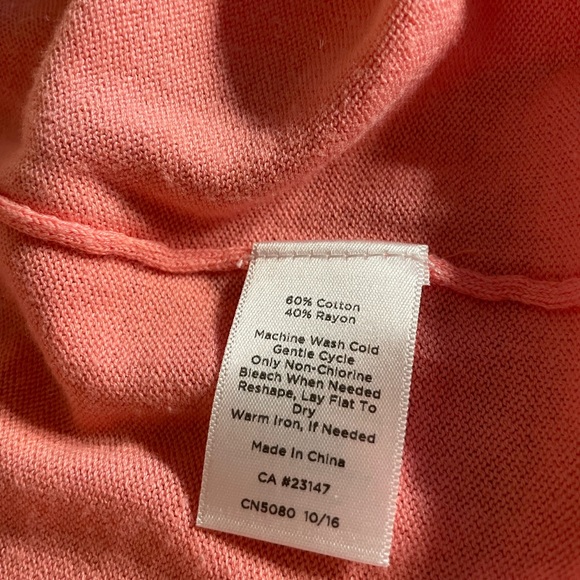 60% Cotton
40% Rayon
Machine Wash Cold
Gentle Cycle
Only Non-Chlorine
Bleach When Needed
Reshape, Lay Flat To
Dry
Warm Iron, If Needed
Made In China
CA #23147
CN5080 10/16